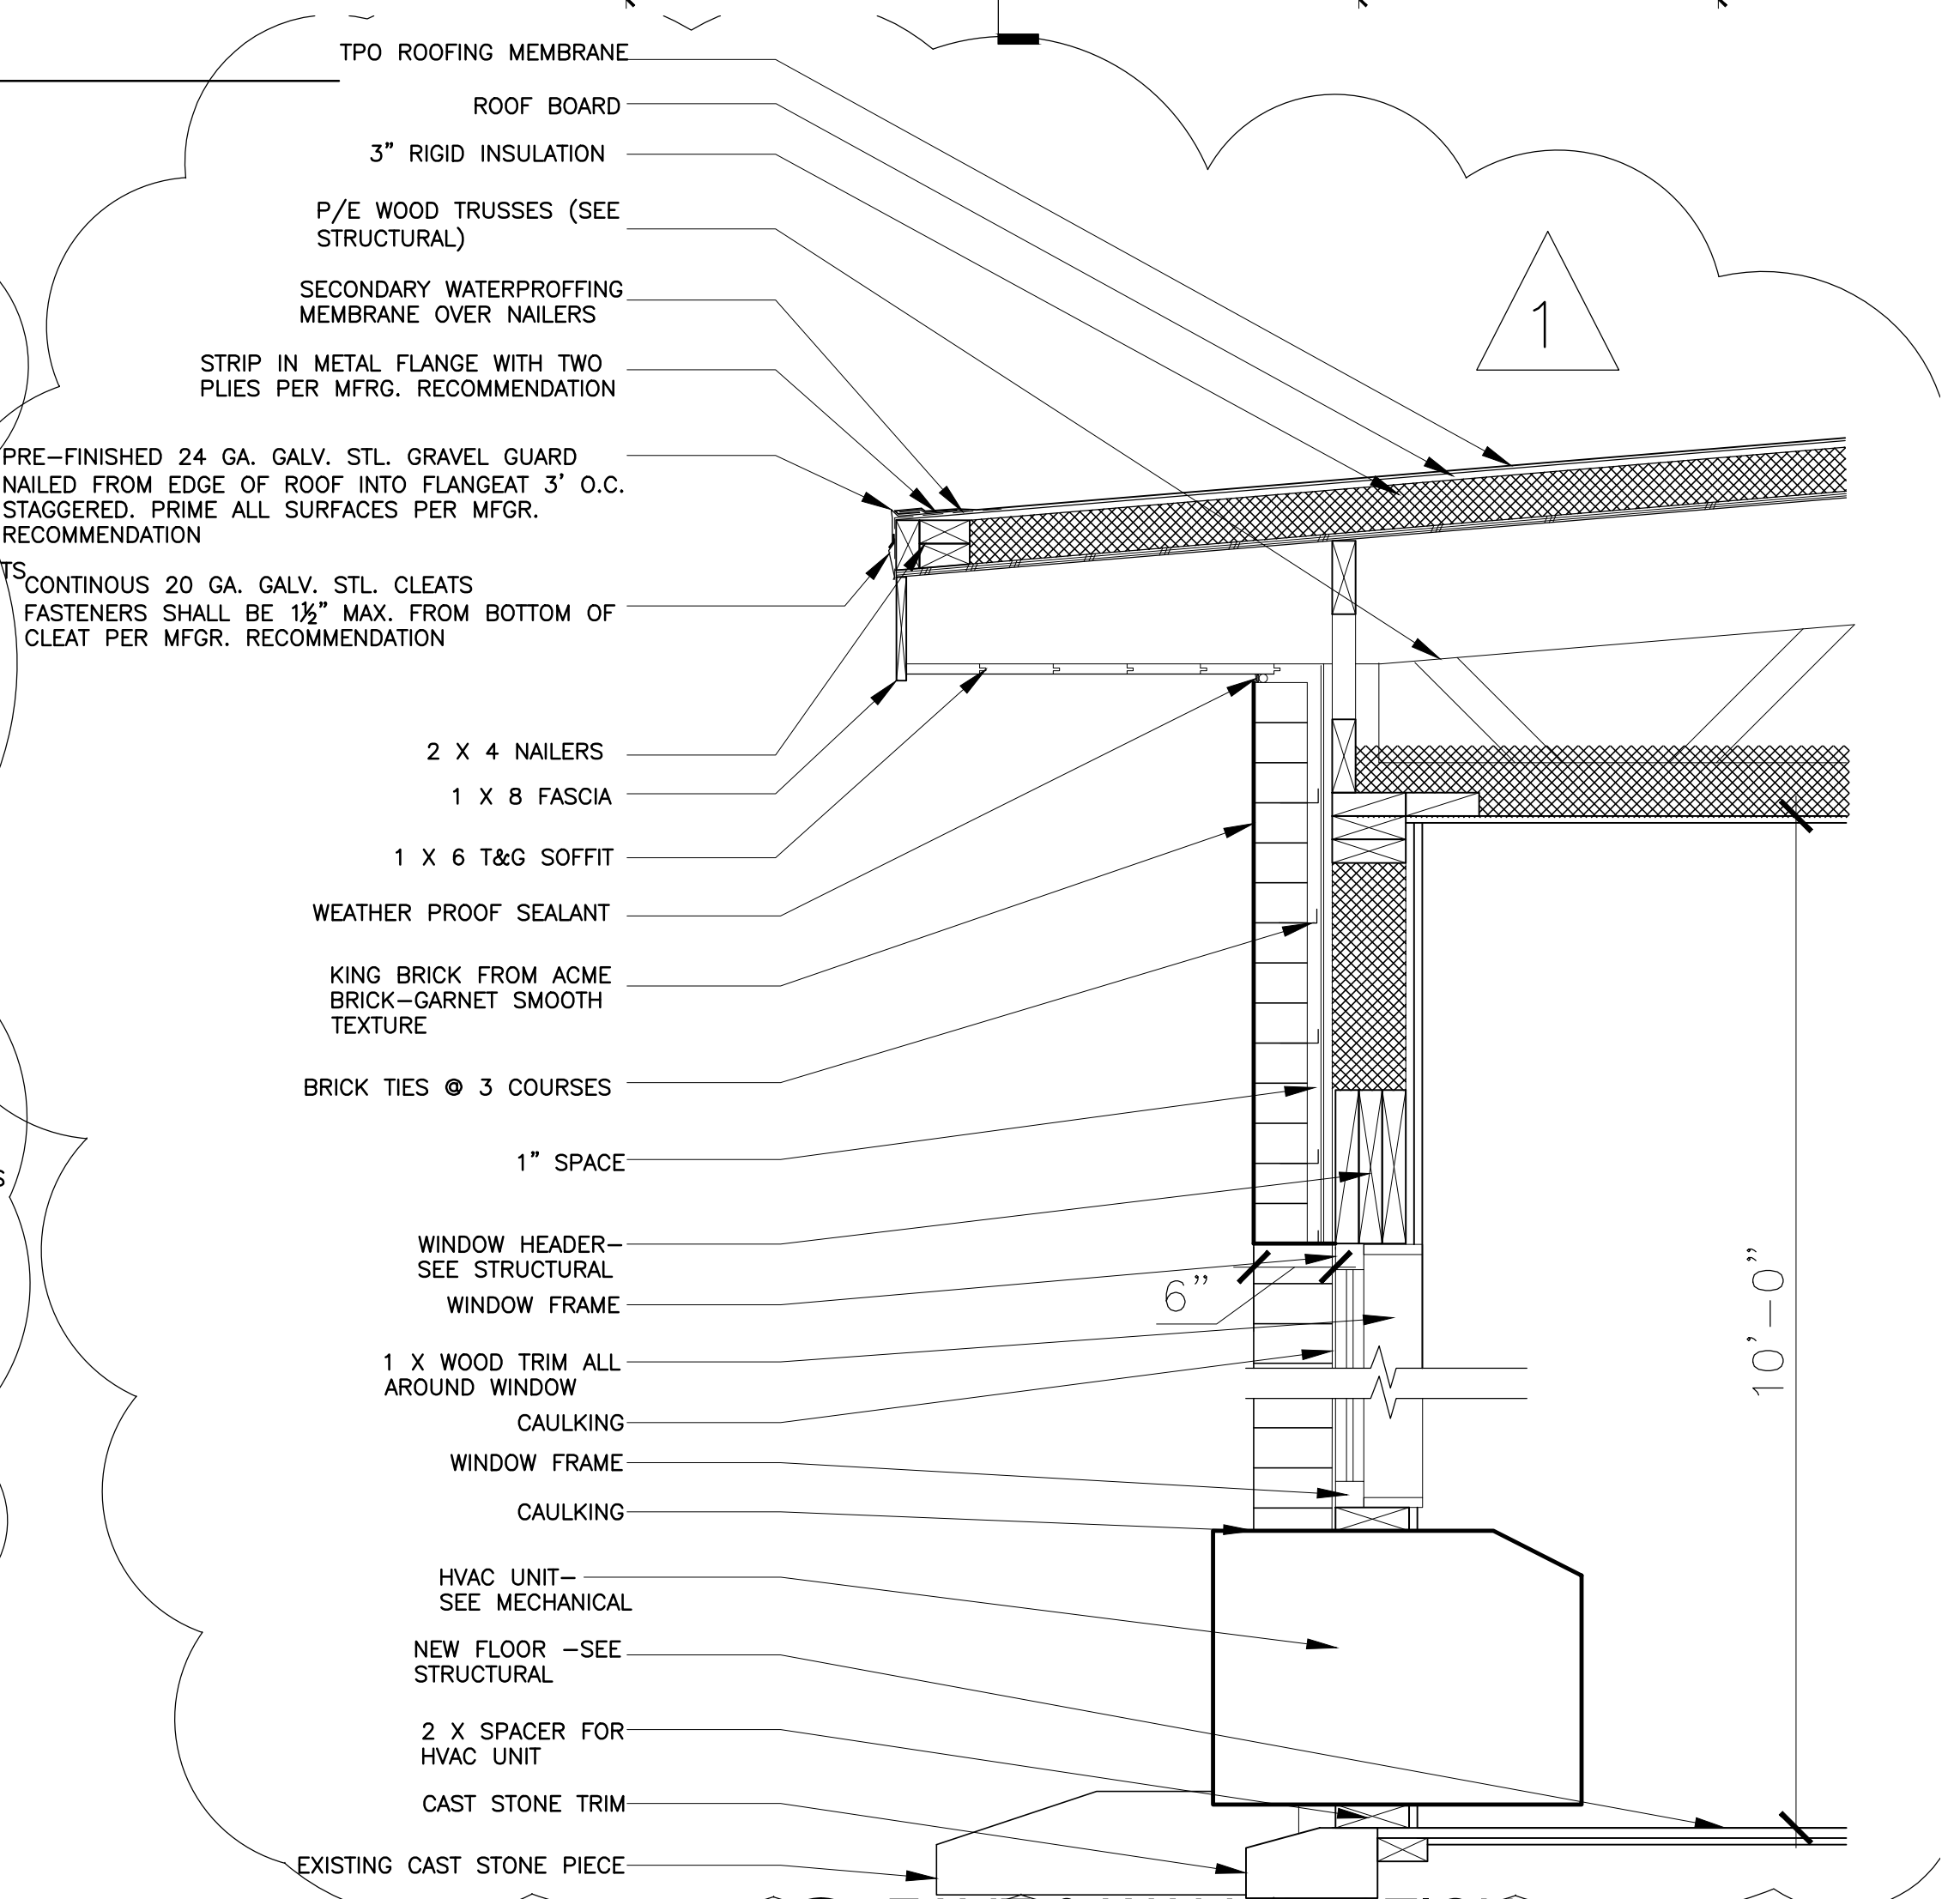 TPO ROOFING MEMBRANE
ROOF BOARD
3" RIGID INSULATION
P/E WOOD TRUSSES (SEE
STRUCTURAL)
SECONDARY WATERPROFFING
MEMBRANE OVER NAILERS
STRIP IN METAL FLANGE WITH TWO
PLIES PER MFRG. RECOMMENDATION
PRE-FINISHED 24 GA. GALV. STL. GRAVEL GUARD
NAILED FROM EDGE OF ROOF INTO FLANGEAT 3' O.C.
STAGGERED. PRIME ALL SURFACES PER MFGR.
RECOMMENDATION
CONTINOUS 20 GA. GALV. STL. CLEATS
FASTENERS SHALL BE 1½" MAX. FROM BOTTOM OF
CLEAT PER MFGR. RECOMMENDATION
2 X 4 NAILERS
1 X 8 FASCIA
1 X 6 T&G SOFFIT
WEATHER PROOF SEALANT
KING BRICK FROM ACME
BRICK-GARNET SMOOTH
TEXTURE
BRICK TIES @ 3 COURSES
1" SPACE
WINDOW HEADER-
SEE STRUCTURAL
WINDOW FRAME
1 X WOOD TRIM ALL
AROUND WINDOW
CAULKING
WINDOW FRAME
CAULKING
HVAC UNIT-
SEE MECHANICAL
NEW FLOOR -SEE
STRUCTURAL
2 X SPACER FOR
HVAC UNIT
CAST STONE TRIM
EXISTING CAST STONE PIECE
1
6"
10'-0"